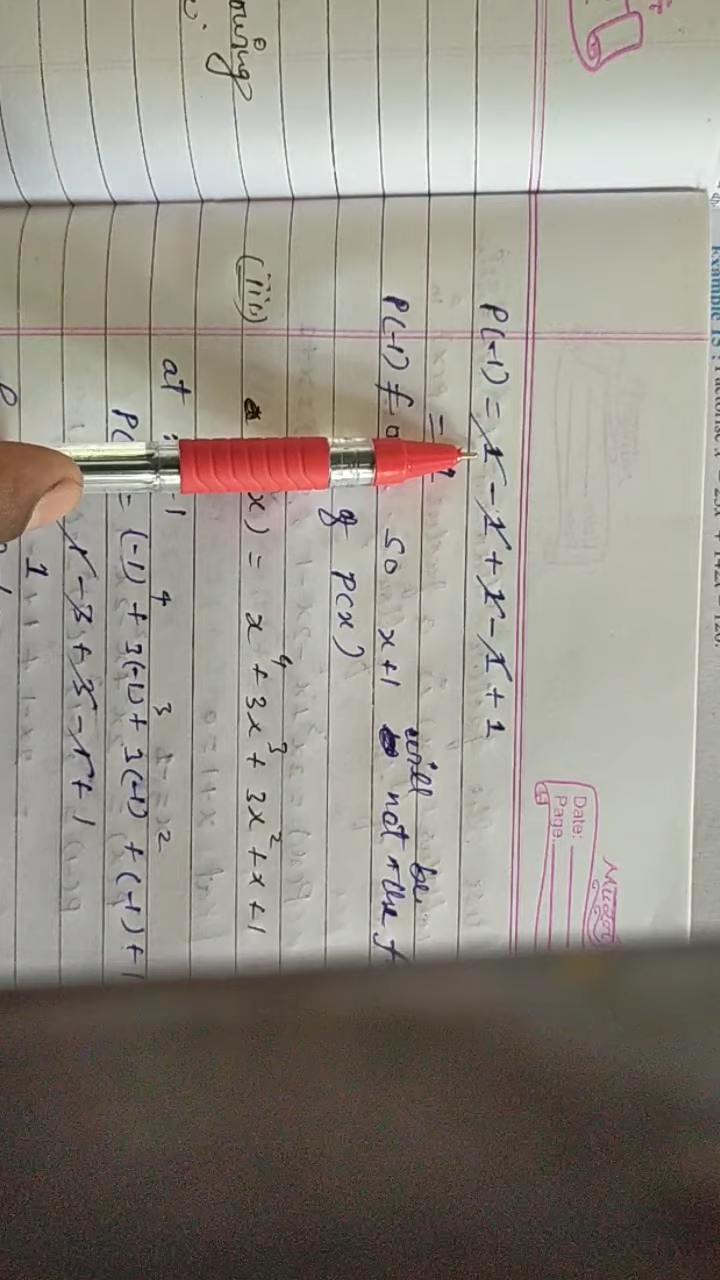 Date:
Page.
P(-1) = 1 - 1 + 1 - 1 + 1
= 1
P(-1) ≠ 0 so x+1 will be not the f
of P(x)
(iii) x) = x⁴ + 3x³ + 3x² + x + 1
at -1
P( = (-1)⁴ + 3(-1)³ + 3(-1)² + (-1) + 1
1 - 3 + 3 - 1 + 1
1
owing